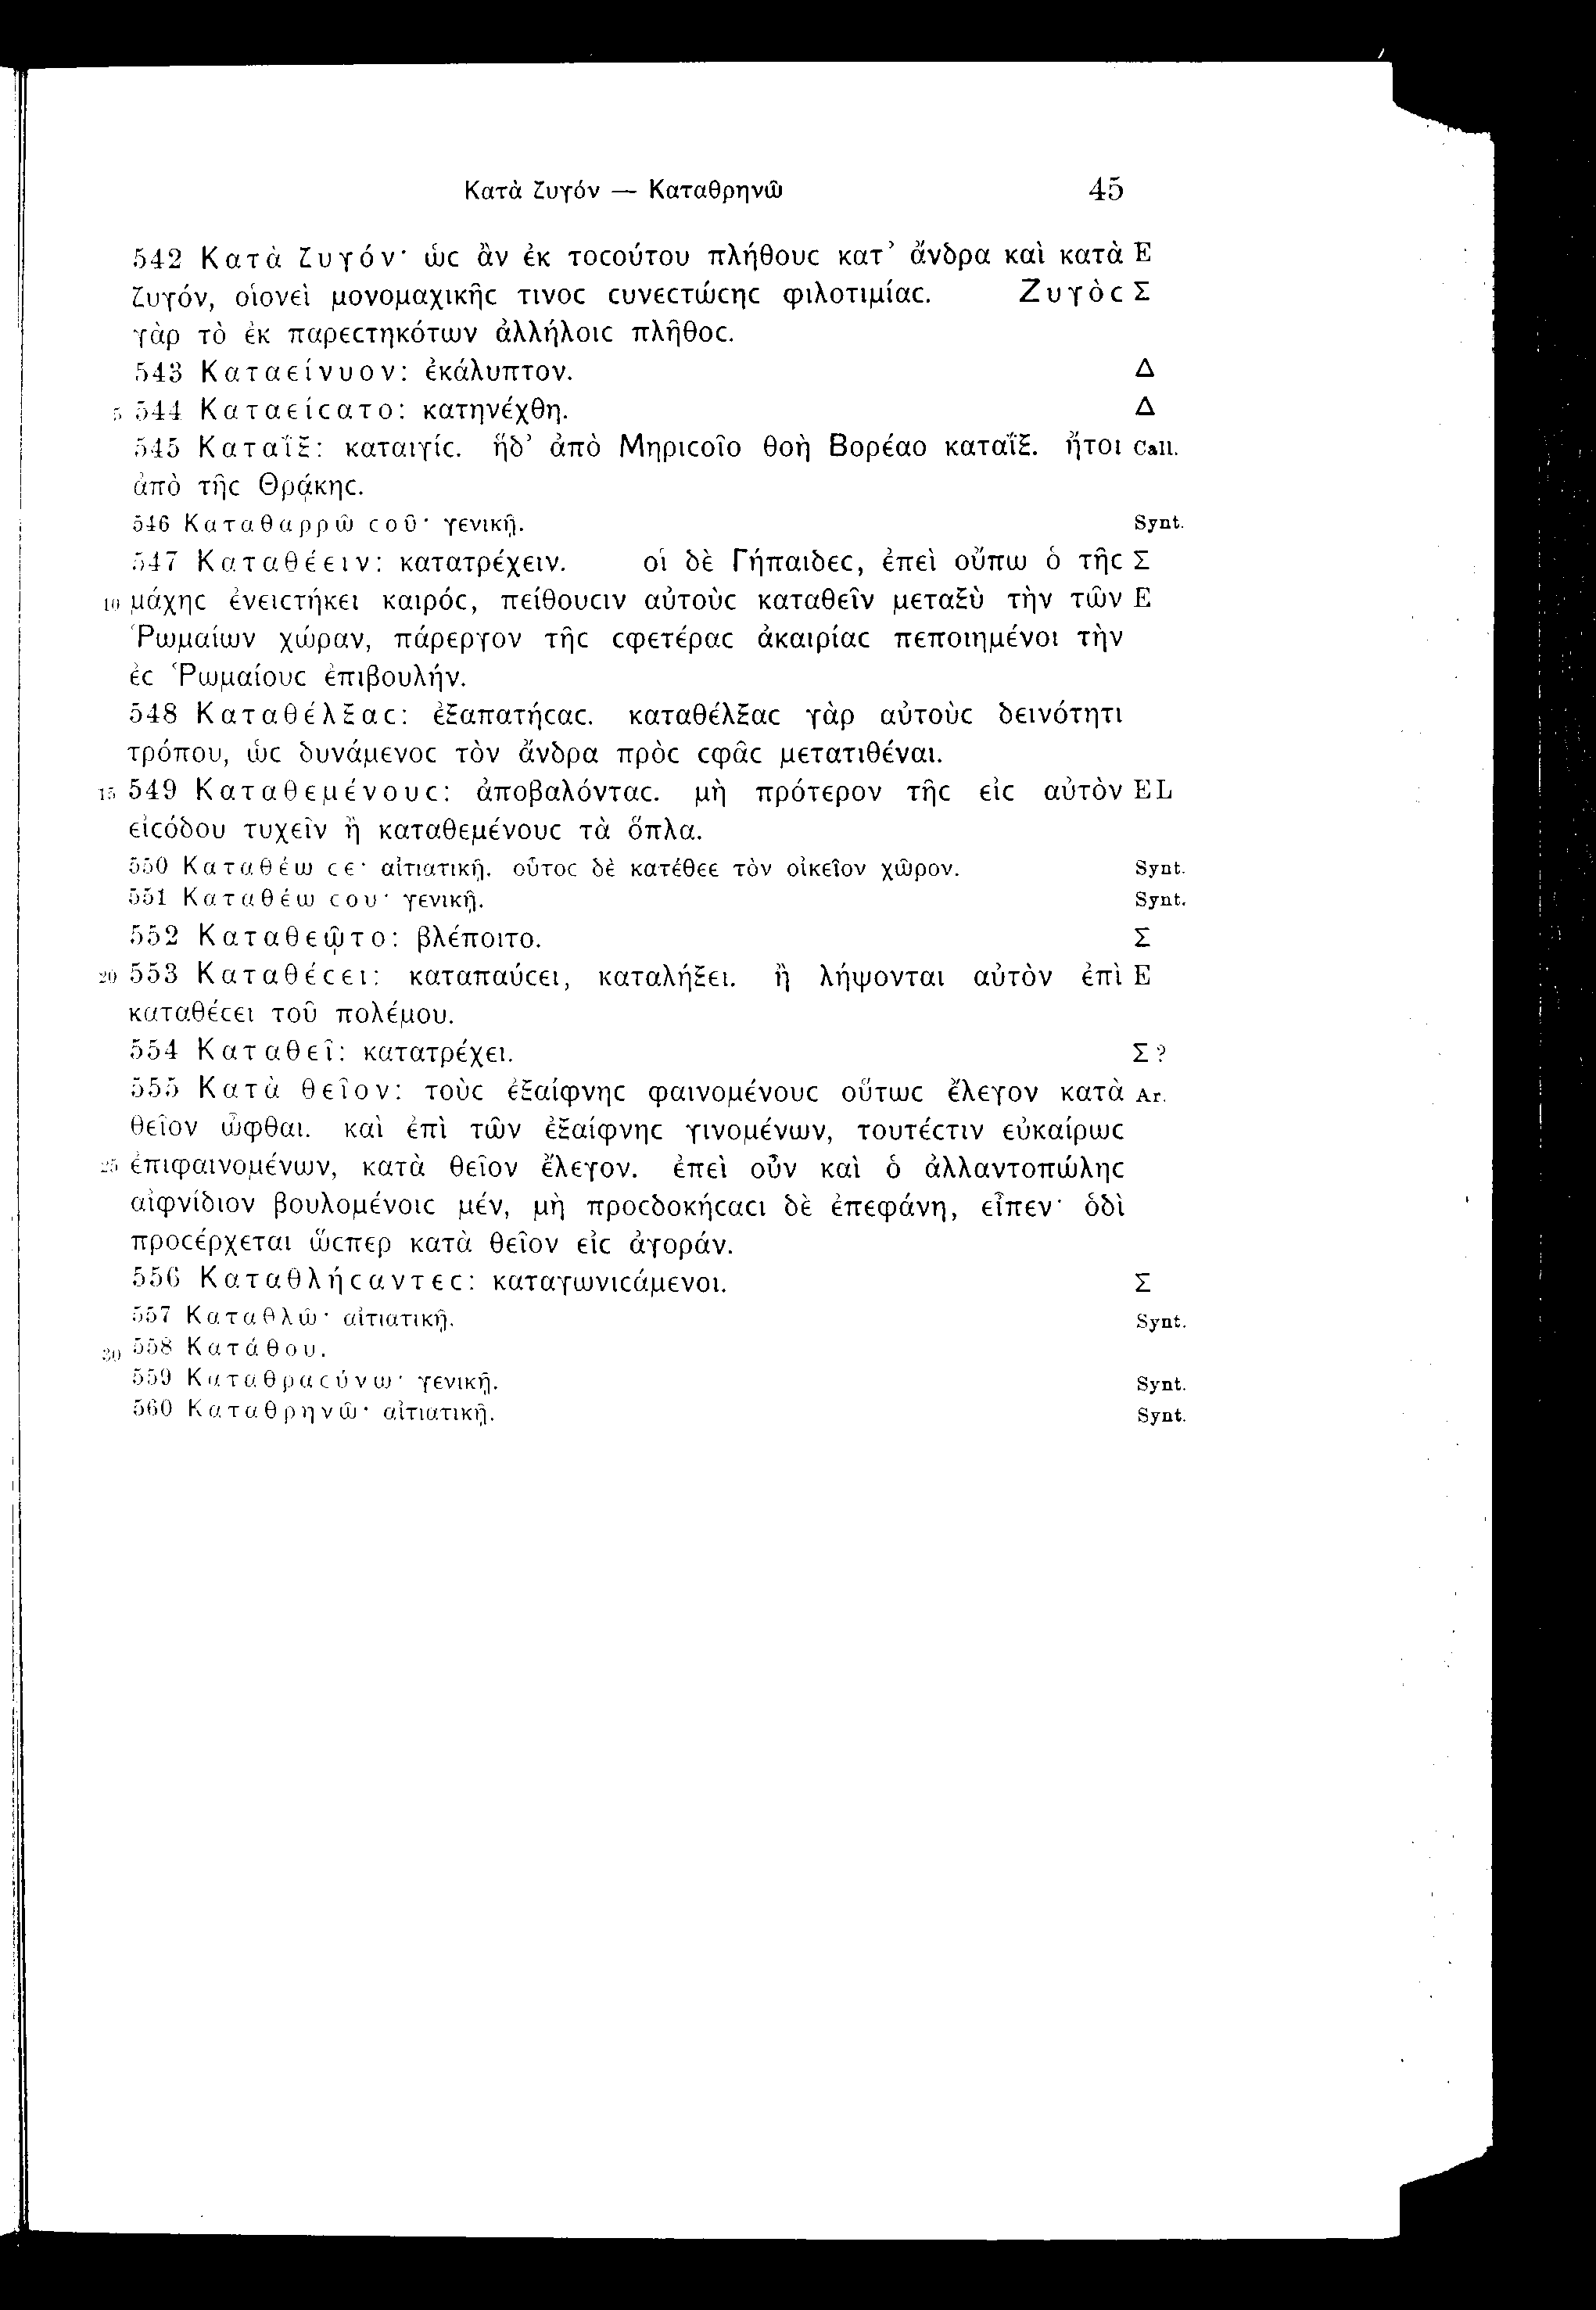 Κατὰ ζυγόν — Καταθρηνῶ 45
542 Κατὰ ζυγόν· ὡϲ ἂν ἐκ τοϲούτου πλήθουϲ κατ’ ἄνδρα καὶ κατὰ Ε
ζυγόν, οἱονεὶ μονομαχικῆϲ τινοϲ ϲυνεϲτώϲηϲ φιλοτιμίαϲ. Ζυγὸϲ Σ
γὰρ τὸ ἐκ παρεϲτηκότων ἀλλήλοιϲ πλῆθοϲ.
543 Καταείνυον: ἐκάλυπτον. Δ
5 544 Καταείϲατο: κατηνέχθη. Δ
545 Καταῖξ: καταιγίϲ. ἥδ’ ἀπὸ Μηριϲοῖο θοὴ Βορέαο καταΐξ. ἤτοι Call.
ἀπὸ τῆϲ Θρᾴκηϲ.
546 Καταθαρρῶ ϲοῦ· γενικῇ. Synt.
547 Καταθέειν: κατατρέχειν. οἱ δὲ Γήπαιδεϲ, ἐπεὶ οὔπω ὁ τῆϲ Σ
10 μάχηϲ ἐνειϲτήκει καιρόϲ, πείθουϲιν αὐτοὺϲ καταθεῖν μεταξὺ τὴν τῶν Ε
Ῥωμαίων χώραν, πάρεργον τῆϲ ϲφετέραϲ ἀκαιρίαϲ πεποιημένοι τὴν
ἐϲ Ῥωμαίουϲ ἐπιβουλήν.
548 Καταθέλξαϲ: ἐξαπατήϲαϲ. καταθέλξαϲ γὰρ αὐτοὺϲ δεινότητι
τρόπου, ὡϲ δυνάμενοϲ τὸν ἄνδρα πρὸϲ ϲφᾶϲ μετατιθέναι.
15 549 Καταθεμένουϲ: ἀποβαλόνταϲ. μὴ πρότερον τῆϲ εἰϲ αὐτὸν EL
εἰϲόδου τυχεῖν ἢ καταθεμένουϲ τὰ ὅπλα.
550 Καταθέω ϲε· αἰτιατικῇ. οὗτοϲ δὲ κατέθεε τὸν οἰκεῖον χῶρον. Synt.
551 Καταθέω ϲου· γενικῇ. Synt.
552 Καταθεῷτο: βλέποιτο. Σ
20 553 Καταθέϲει: καταπαύϲει, καταλήξει. ἢ λήψονται αὐτὸν ἐπὶ Ε
καταθέϲει τοῦ πολέμου.
554 Καταθεῖ: κατατρέχει. Σ?
555 Κατὰ θεῖον: τοὺϲ ἐξαίφνηϲ φαινομένουϲ οὕτωϲ ἔλεγον κατὰ Ar.
θεῖον ὦφθαι. καὶ ἐπὶ τῶν ἐξαίφνηϲ γινομένων, τουτέϲτιν εὐκαίρωϲ
25 ἐπιφαινομένων, κατὰ θεῖον ἔλεγον. ἐπεὶ οὖν καὶ ὁ ἀλλαντοπώληϲ
αἰφνίδιον βουλομένοιϲ μέν, μὴ προϲδοκήϲαϲι δὲ ἐπεφάνη, εἶπεν· ὁδὶ
προϲέρχεται ὥϲπερ κατὰ θεῖον εἰϲ ἀγοράν.
556 Καταθλήϲαντεϲ: καταγωνιϲάμενοι. Σ
557 Καταθλῶ· αἰτιατικῇ. Synt.
30 558 Κατάθου.
559 Καταθραϲύνω· γενικῇ. Synt.
560 Καταθρηνῶ· αἰτιατικῇ. Synt.